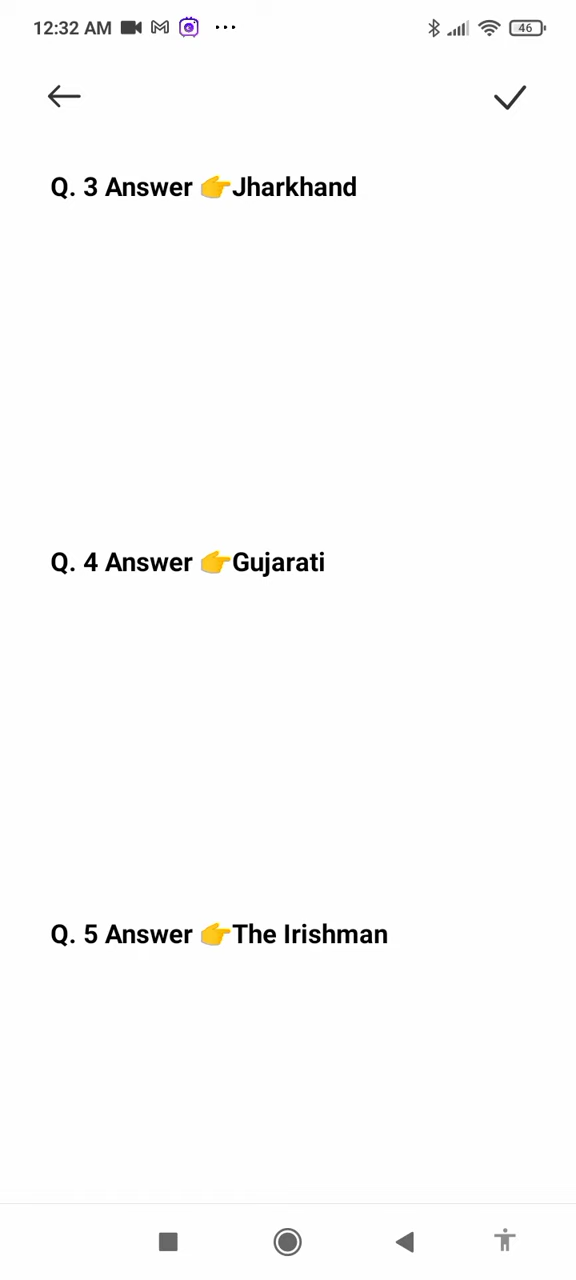 12:32 AM 46
Q. 3 Answer 👉Jharkhand
Q. 4 Answer 👉Gujarati
Q. 5 Answer 👉The Irishman